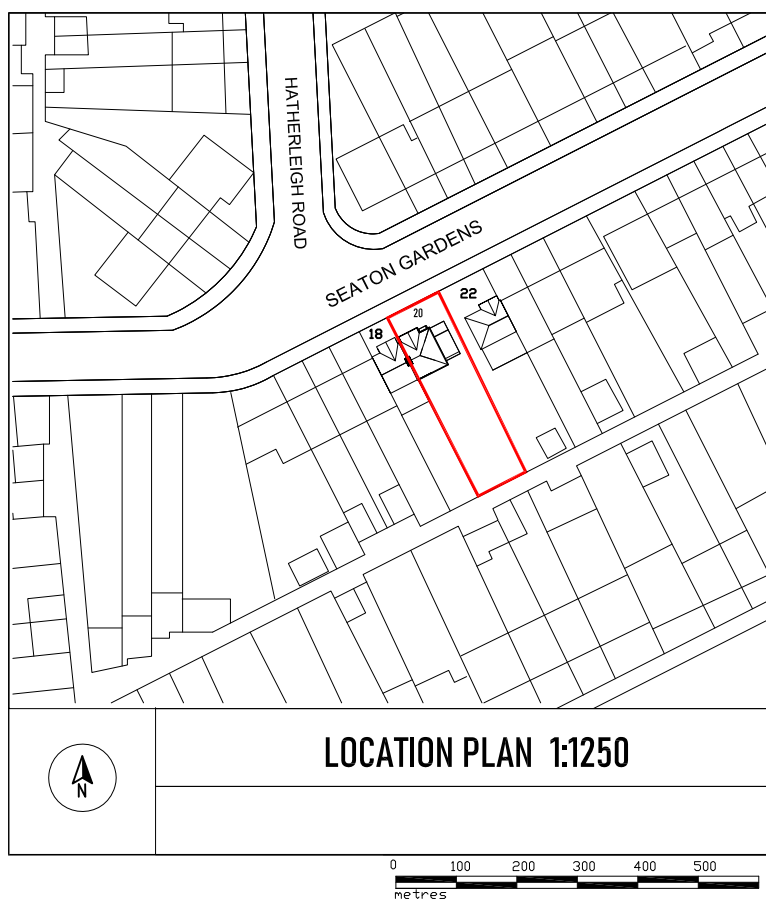 HATHERLEIGH ROAD
SEATON GARDENS
22
20
18
LOCATION PLAN 1:1250
N
0 100 200 300 400 500
metres